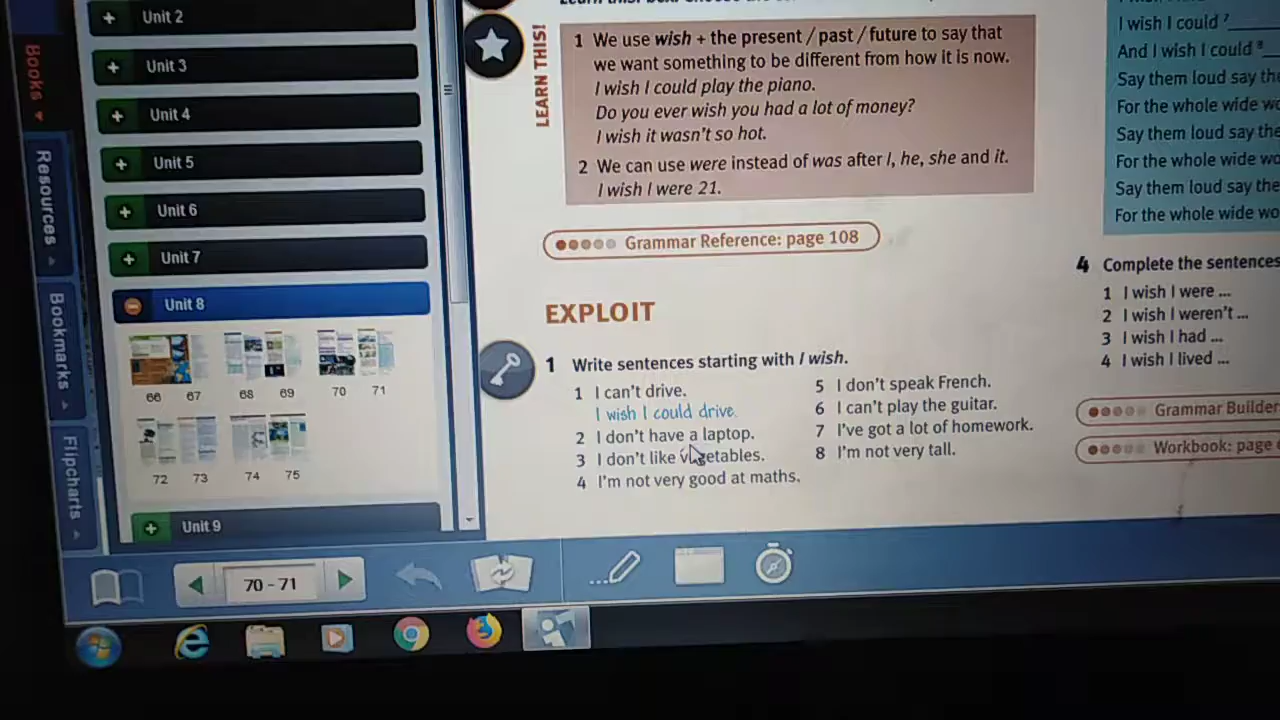 Unit 2
Unit 3
Unit 4
Unit 5
Unit 6
Unit 7
Unit 8
66 67 68 69 70 71
72 73 74 75
Unit 9
Books
Resources
Bookmarks
Flipcharts
70 - 71
LEARN THIS!
1 We use wish + the present / past / future to say that
we want something to be different from how it is now.
I wish I could play the piano.
Do you ever wish you had a lot of money?
I wish it wasn't so hot.
2 We can use were instead of was after I, he, she and it.
I wish I were 21.
Grammar Reference: page 108
EXPLOIT
1 Write sentences starting with I wish.
1 I can't drive.
I wish I could drive.
2 I don't have a laptop.
3 I don't like vegetables.
4 I'm not very good at maths.
5 I don't speak French.
6 I can't play the guitar.
7 I've got a lot of homework.
8 I'm not very tall.
I wish I could 7
And I wish I could 8
Say them loud say the
For the whole wide wo
Say them loud say the
For the whole wide wo
Say them loud say the
For the whole wide wo
4 Complete the sentences
1 I wish I were ...
2 I wish I weren't ...
3 I wish I had ...
4 I wish I lived ...
Grammar Builder
Workbook: page